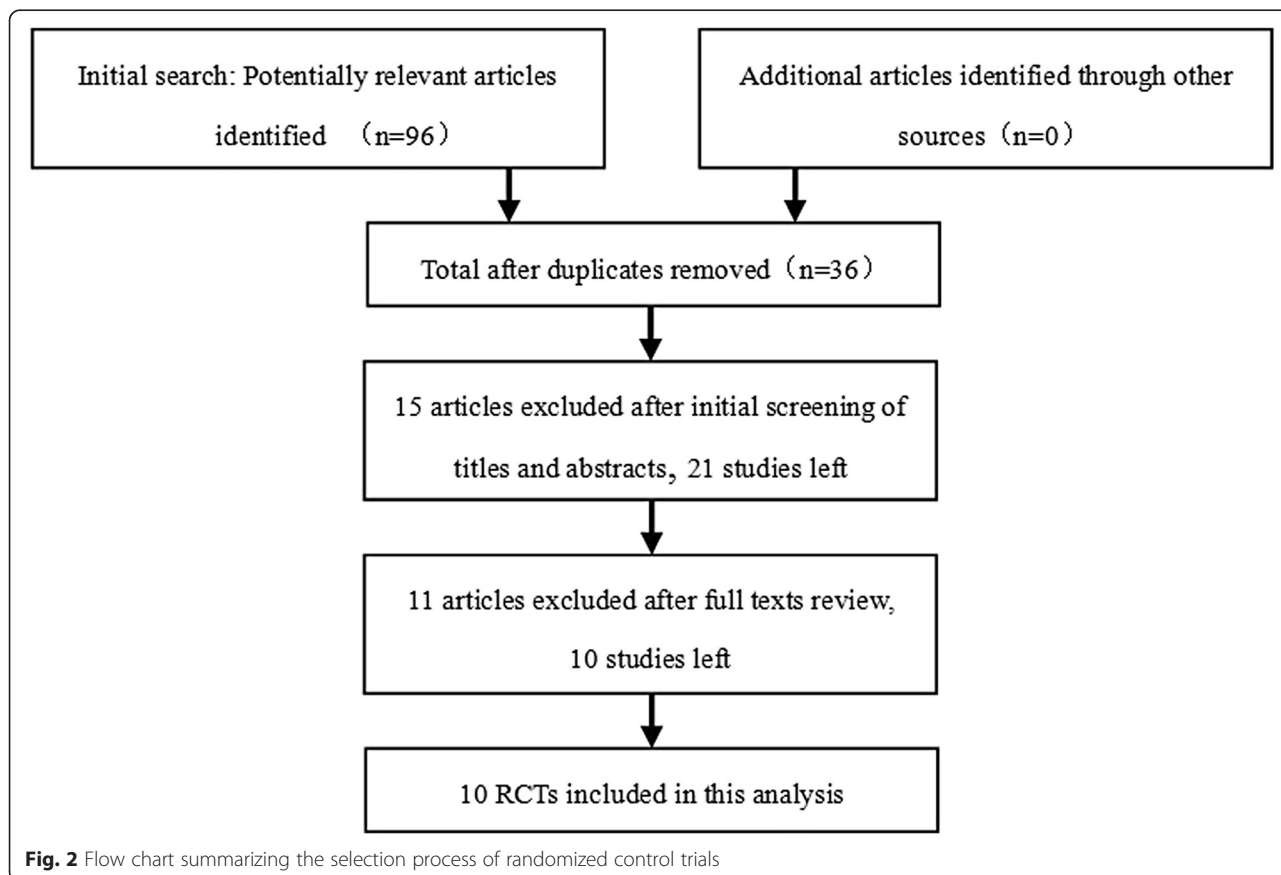 Initial search: Potentially relevant articles
identified （n=96）
Additional articles identified through other
sources（n=0）
Total after duplicates removed（n=36）
15 articles excluded after initial screening of
titles and abstracts, 21 studies left
11 articles excluded after full texts review,
10 studies left
10 RCTs included in this analysis
Fig. 2 Flow chart summarizing the selection process of randomized control trials